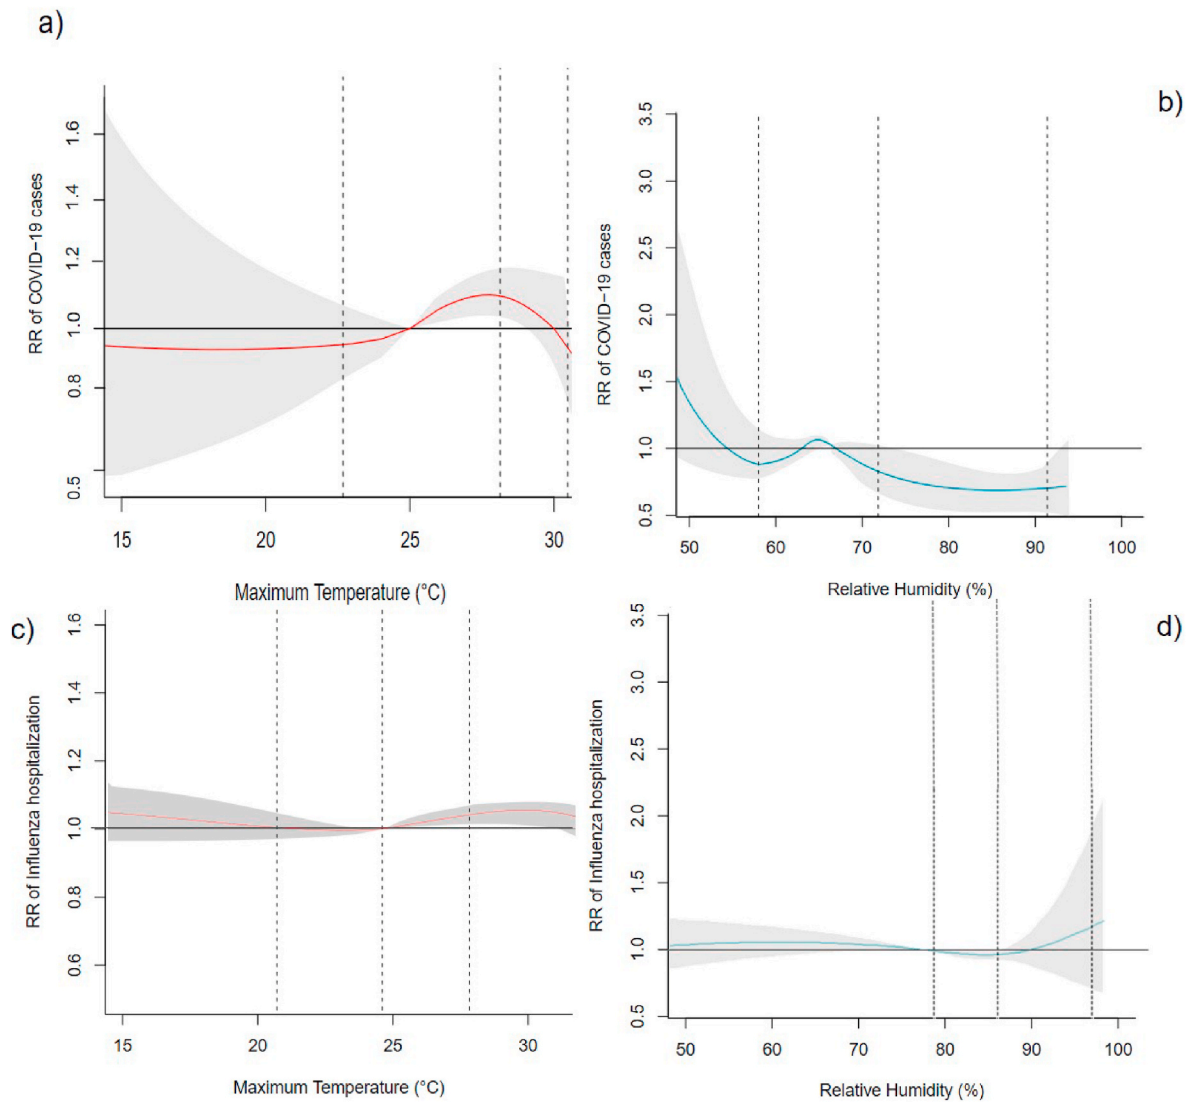 a)
RR of COVID-19 cases
1.6
1.4
1.2
1.0
0.8
0.5
15 20 25 30
Maximum Temperature (°C)
b)
RR of COVID-19 cases
3.5
3.0
2.5
2.0
1.5
1.0
0.5
50 60 70 80 90 100
Relative Humidity (%)
c)
RR of Influenza hospitalization
1.6
1.4
1.2
1.0
0.8
0.6
15 20 25 30
Maximum Temperature (°C)
d)
RR of Influenza hospitalization
3.5
3.0
2.5
2.0
1.5
1.0
0.5
50 60 70 80 90 100
Relative Humidity (%)